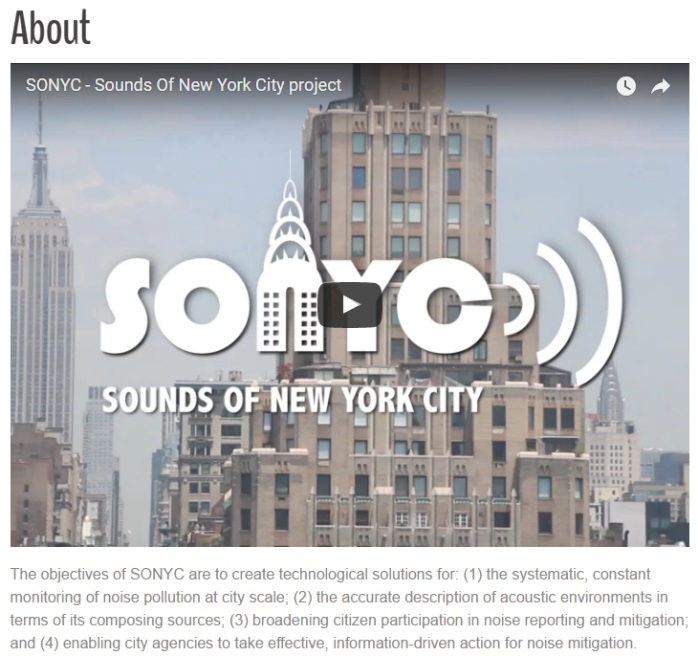 About
SONYC - Sounds Of New York City project
SONYC
SOUNDS OF NEW YORK CITY
The objectives of SONYC are to create technological solutions for: (1) the systematic, constant
monitoring of noise pollution at city scale; (2) the accurate description of acoustic environments in
terms of its composing sources; (3) broadening citizen participation in noise reporting and mitigation;
and (4) enabling city agencies to take effective, information-driven action for noise mitigation.